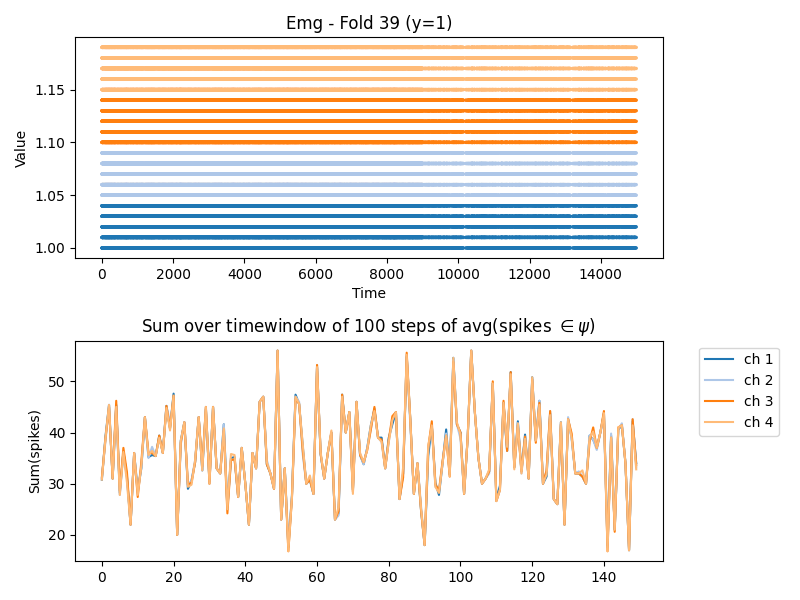 Emg - Fold 39 (y=1)
Value
1.15
1.10
1.05
1.00
0 2000 4000 6000 8000 10000 12000 14000
Time
Sum over timewindow of 100 steps of avg(spikes ∈ ψ)
Sum(spikes)
50
40
30
20
0 20 40 60 80 100 120 140
ch 1
ch 2
ch 3
ch 4